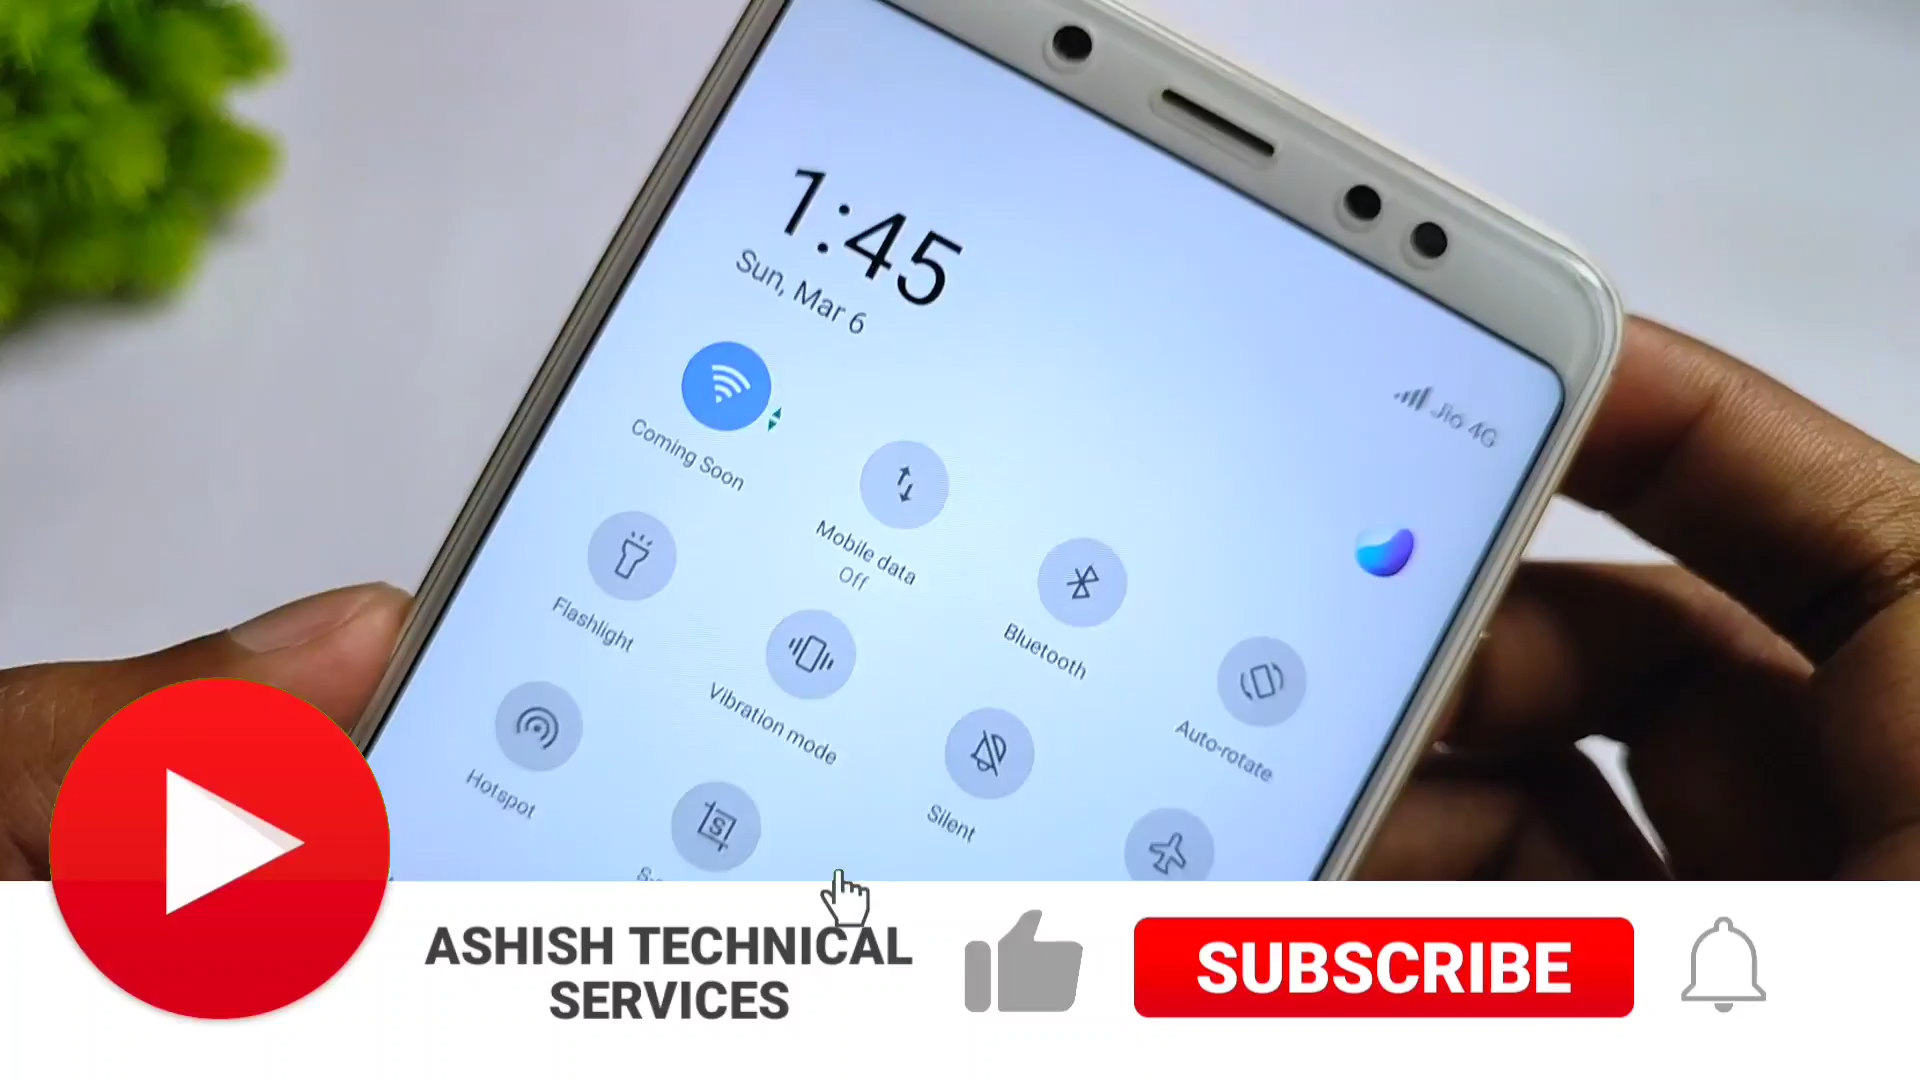 1:45
Sun, Mar 6
Jio 4G
Coming Soon
Mobile data
Off
Bluetooth
Auto-rotate
Flashlight
Vibration mode
Silent
Hotspot
ASHISH TECHNICAL
SERVICES
SUBSCRIBE